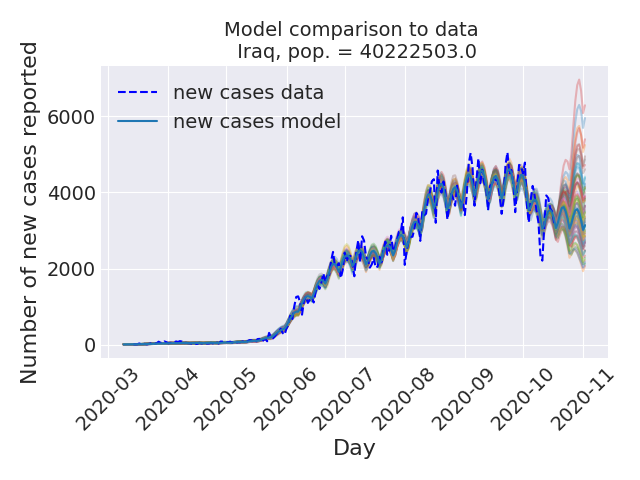 Model comparison to data
Iraq, pop. = 40222503.0
new cases data
new cases model
Number of new cases reported
6000
4000
2000
0
2020-03
2020-04
2020-05
2020-06
2020-07
2020-08
2020-09
2020-10
2020-11
Day